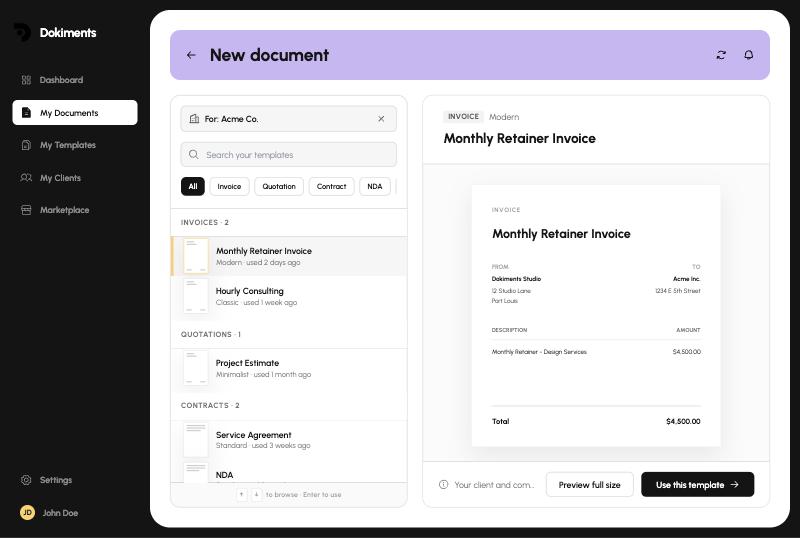 Dokiments
Dashboard
My Documents
My Templates
My Clients
Marketplace
Settings
JD John Doe
New document
For: Acme Co.
Search your templates
All Invoice Quotation Contract NDA
INVOICES · 2
Monthly Retainer Invoice
Modern · used 2 days ago
Hourly Consulting
Classic · used 1 week ago
QUOTATIONS · 1
Project Estimate
Minimalist · used 1 month ago
CONTRACTS · 2
Service Agreement
Standard · used 3 weeks ago
NDA
↑ ↓ to browse · Enter to use
INVOICE Modern
Monthly Retainer Invoice
INVOICE
Monthly Retainer Invoice
FROM TO
Dokiments Studio Acme Inc.
12 Studio Lane 1234 E 5th Street
Port Louis
DESCRIPTION AMOUNT
Monthly Retainer - Design Services $4,500.00
Total $4,500.00
Your client and com...
Preview full size
Use this template →